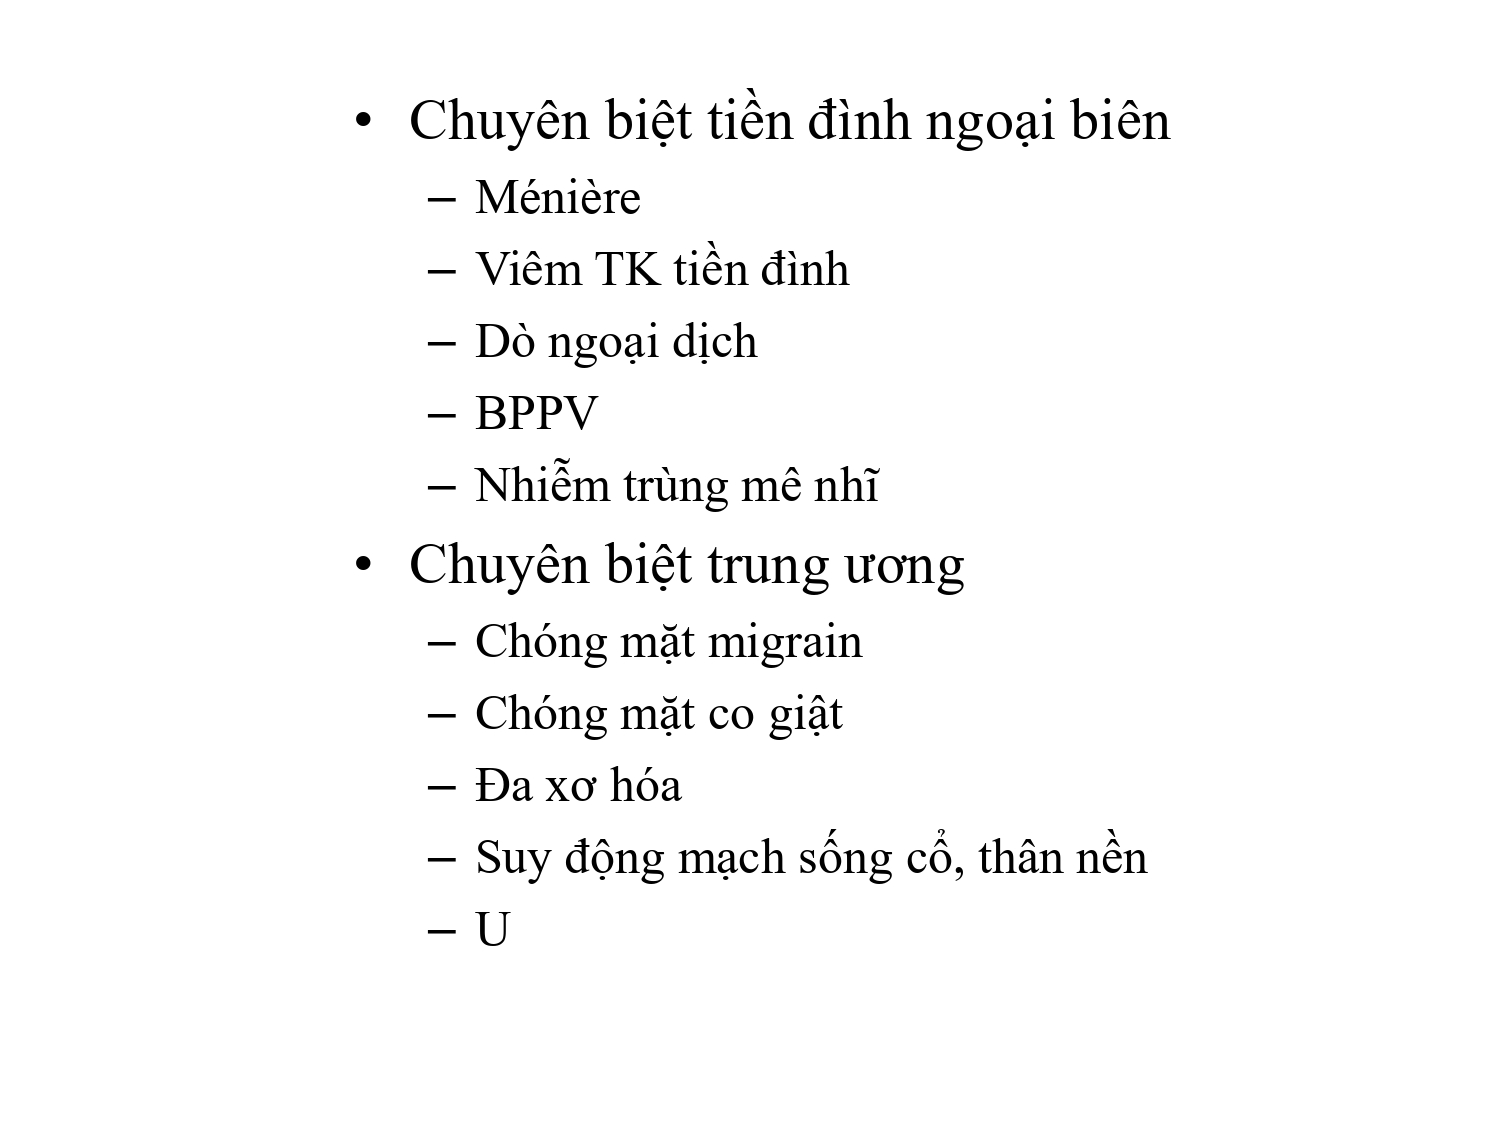 • Chuyên biệt tiền đình ngoại biên
– Ménière
– Viêm TK tiền đình
– Dò ngoại dịch
– BPPV
– Nhiễm trùng mê nhĩ
• Chuyên biệt trung ương
– Chóng mặt migrain
– Chóng mặt co giật
– Đa xơ hóa
– Suy động mạch sống cổ, thân nền
– U